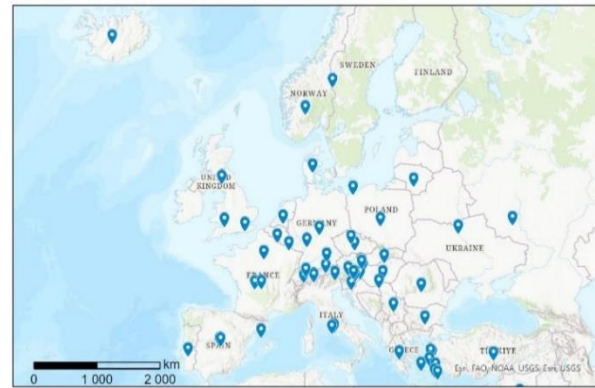 SWEDEN
FINLAND
NORWAY
UNITED
KINGDOM
POLAND
GERMANY
UKRAINE
FRANCE
ITALY
SPAIN
GREECE
TÜRKIYE
km
0 1 000 2 000
Esri, FAO, NOAA, USGS, Esri, USGS